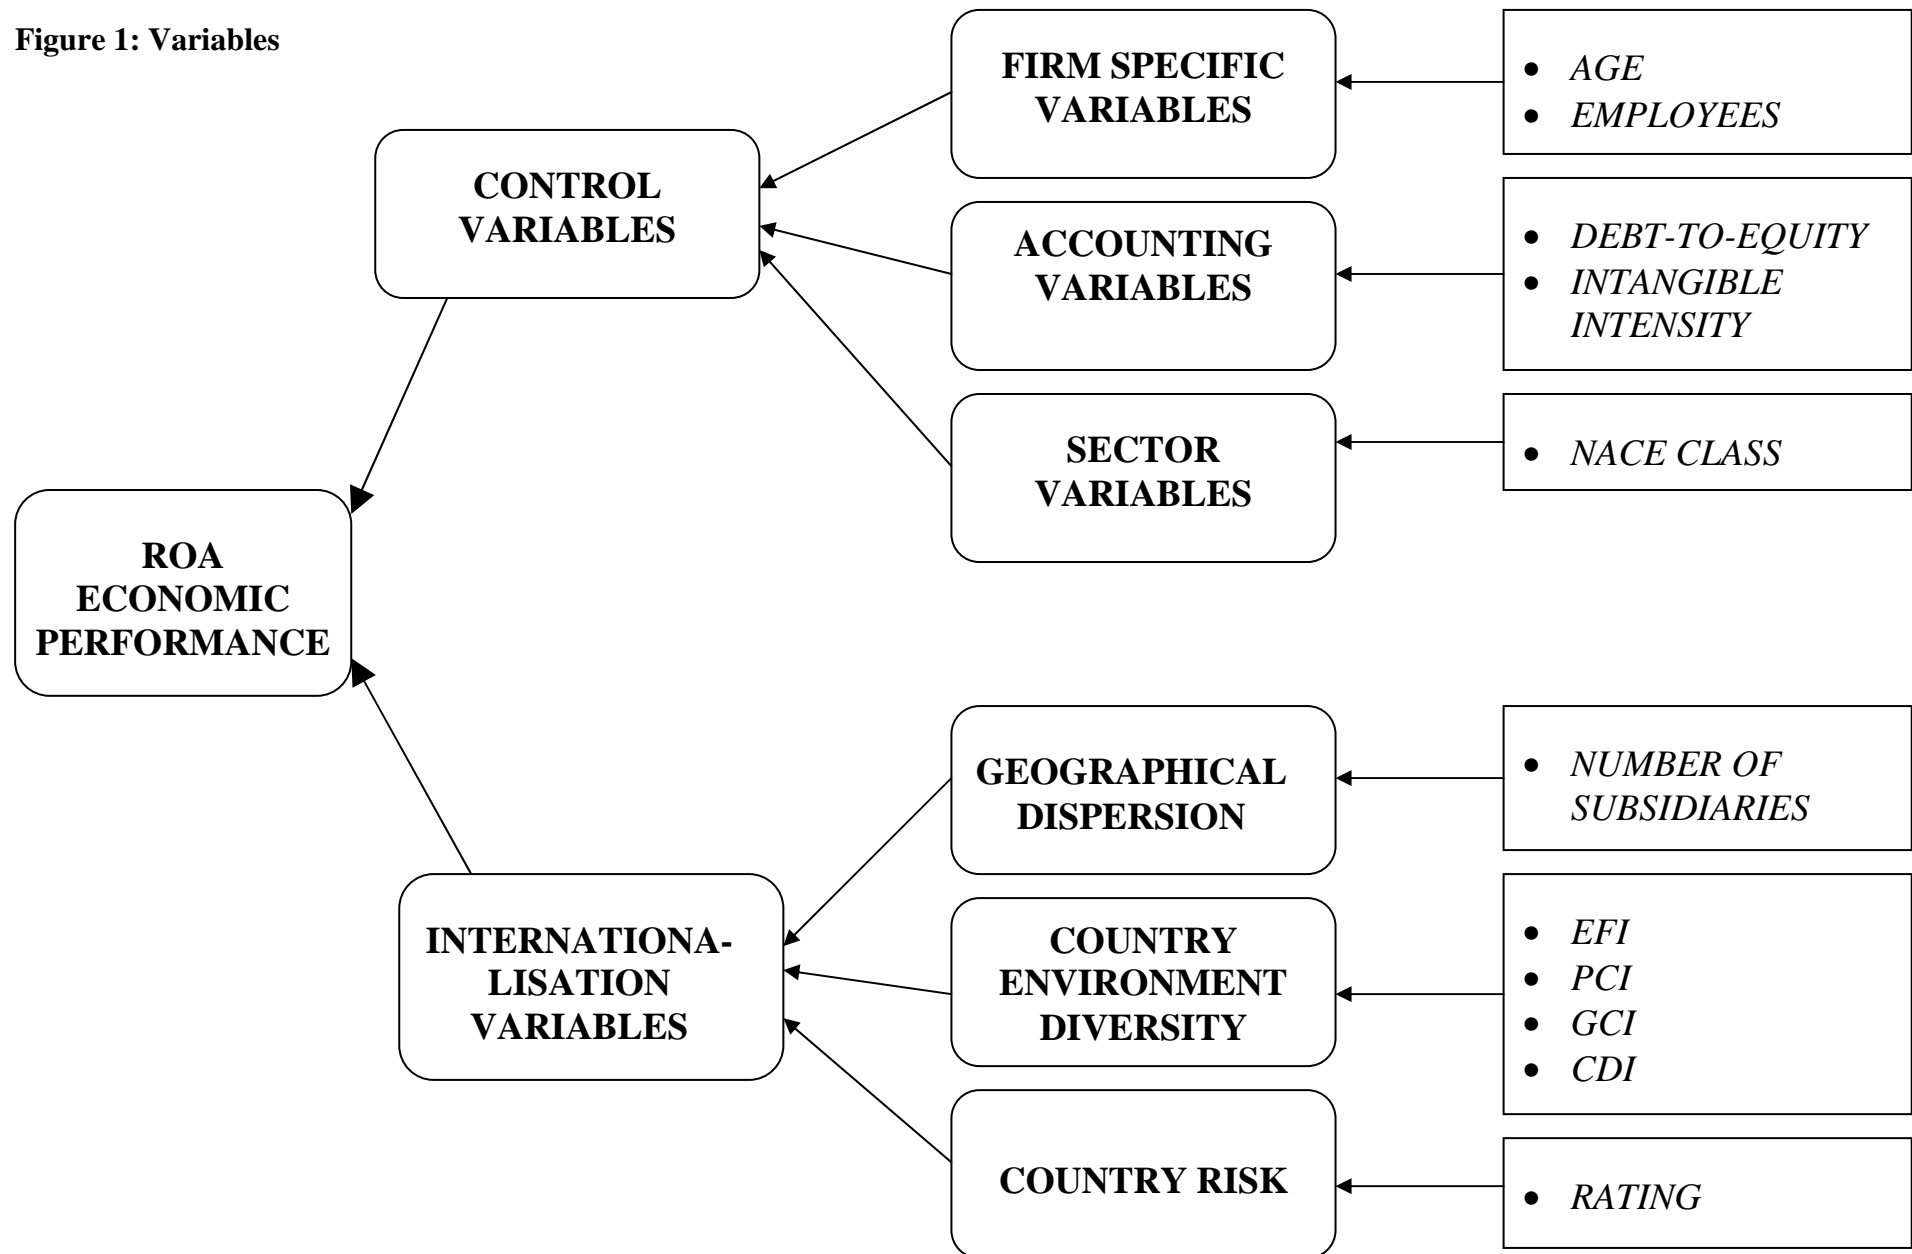 Figure 1: Variables
FIRM SPECIFIC
VARIABLES
• AGE
• EMPLOYEES
CONTROL
VARIABLES
ACCOUNTING
VARIABLES
• DEBT-TO-EQUITY
• INTANGIBLE
INTENSITY
SECTOR
VARIABLES
• NACE CLASS
ROA
ECONOMIC
PERFORMANCE
GEOGRAPHICAL
DISPERSION
• NUMBER OF
SUBSIDIARIES
INTERNATIONA-
LISATION
VARIABLES
COUNTRY
ENVIRONMENT
DIVERSITY
• EFI
• PCI
• GCI
• CDI
COUNTRY RISK
• RATING